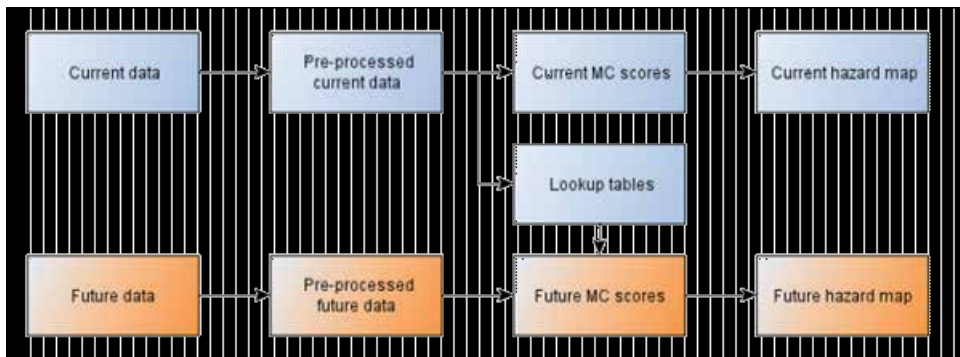 Current data
Pre-processed
current data
Current MC scores
Current hazard map
Lookup tables
Future data
Pre-processed
future data
Future MC scores
Future hazard map